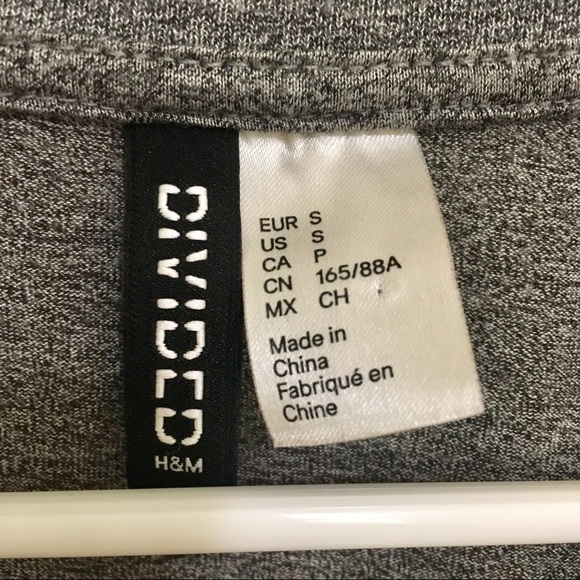 DIVIDED
H&M
EUR S
US S
CA P
CN 165/88A
MX CH
Made in
China
Fabriqué en
Chine